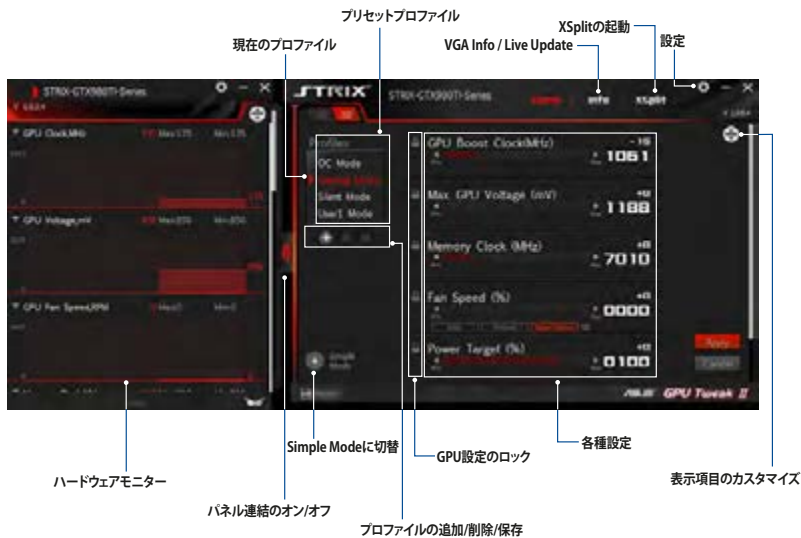 プリセットプロファイル
現在のプロファイル
VGA Info / Live Update
XSplitの起動
設定
STRIX-GTX980TI-Series
GPU Clock,MHz
GPU Voltage,mV
GPU Fan Speed,RPM
STRIX
STRIX-GTX980TI-Series
Info
XSplit
Profiles
OC Mode
Silent Mode
User1 Mode
GPU Boost Clock(MHz)
1061
Max GPU Voltage (mV)
1188
Memory Clock (MHz)
7010
Fan Speed (%)
0000
Power Target (%)
0100
Simple Mode
Apply
Cancel
ASUS GPU Tweak II
Simple Modeに切替
GPU設定のロック
各種設定
ハードウェアモニター
表示項目のカスタマイズ
パネル連結のオン/オフ
プロファイルの追加/削除/保存